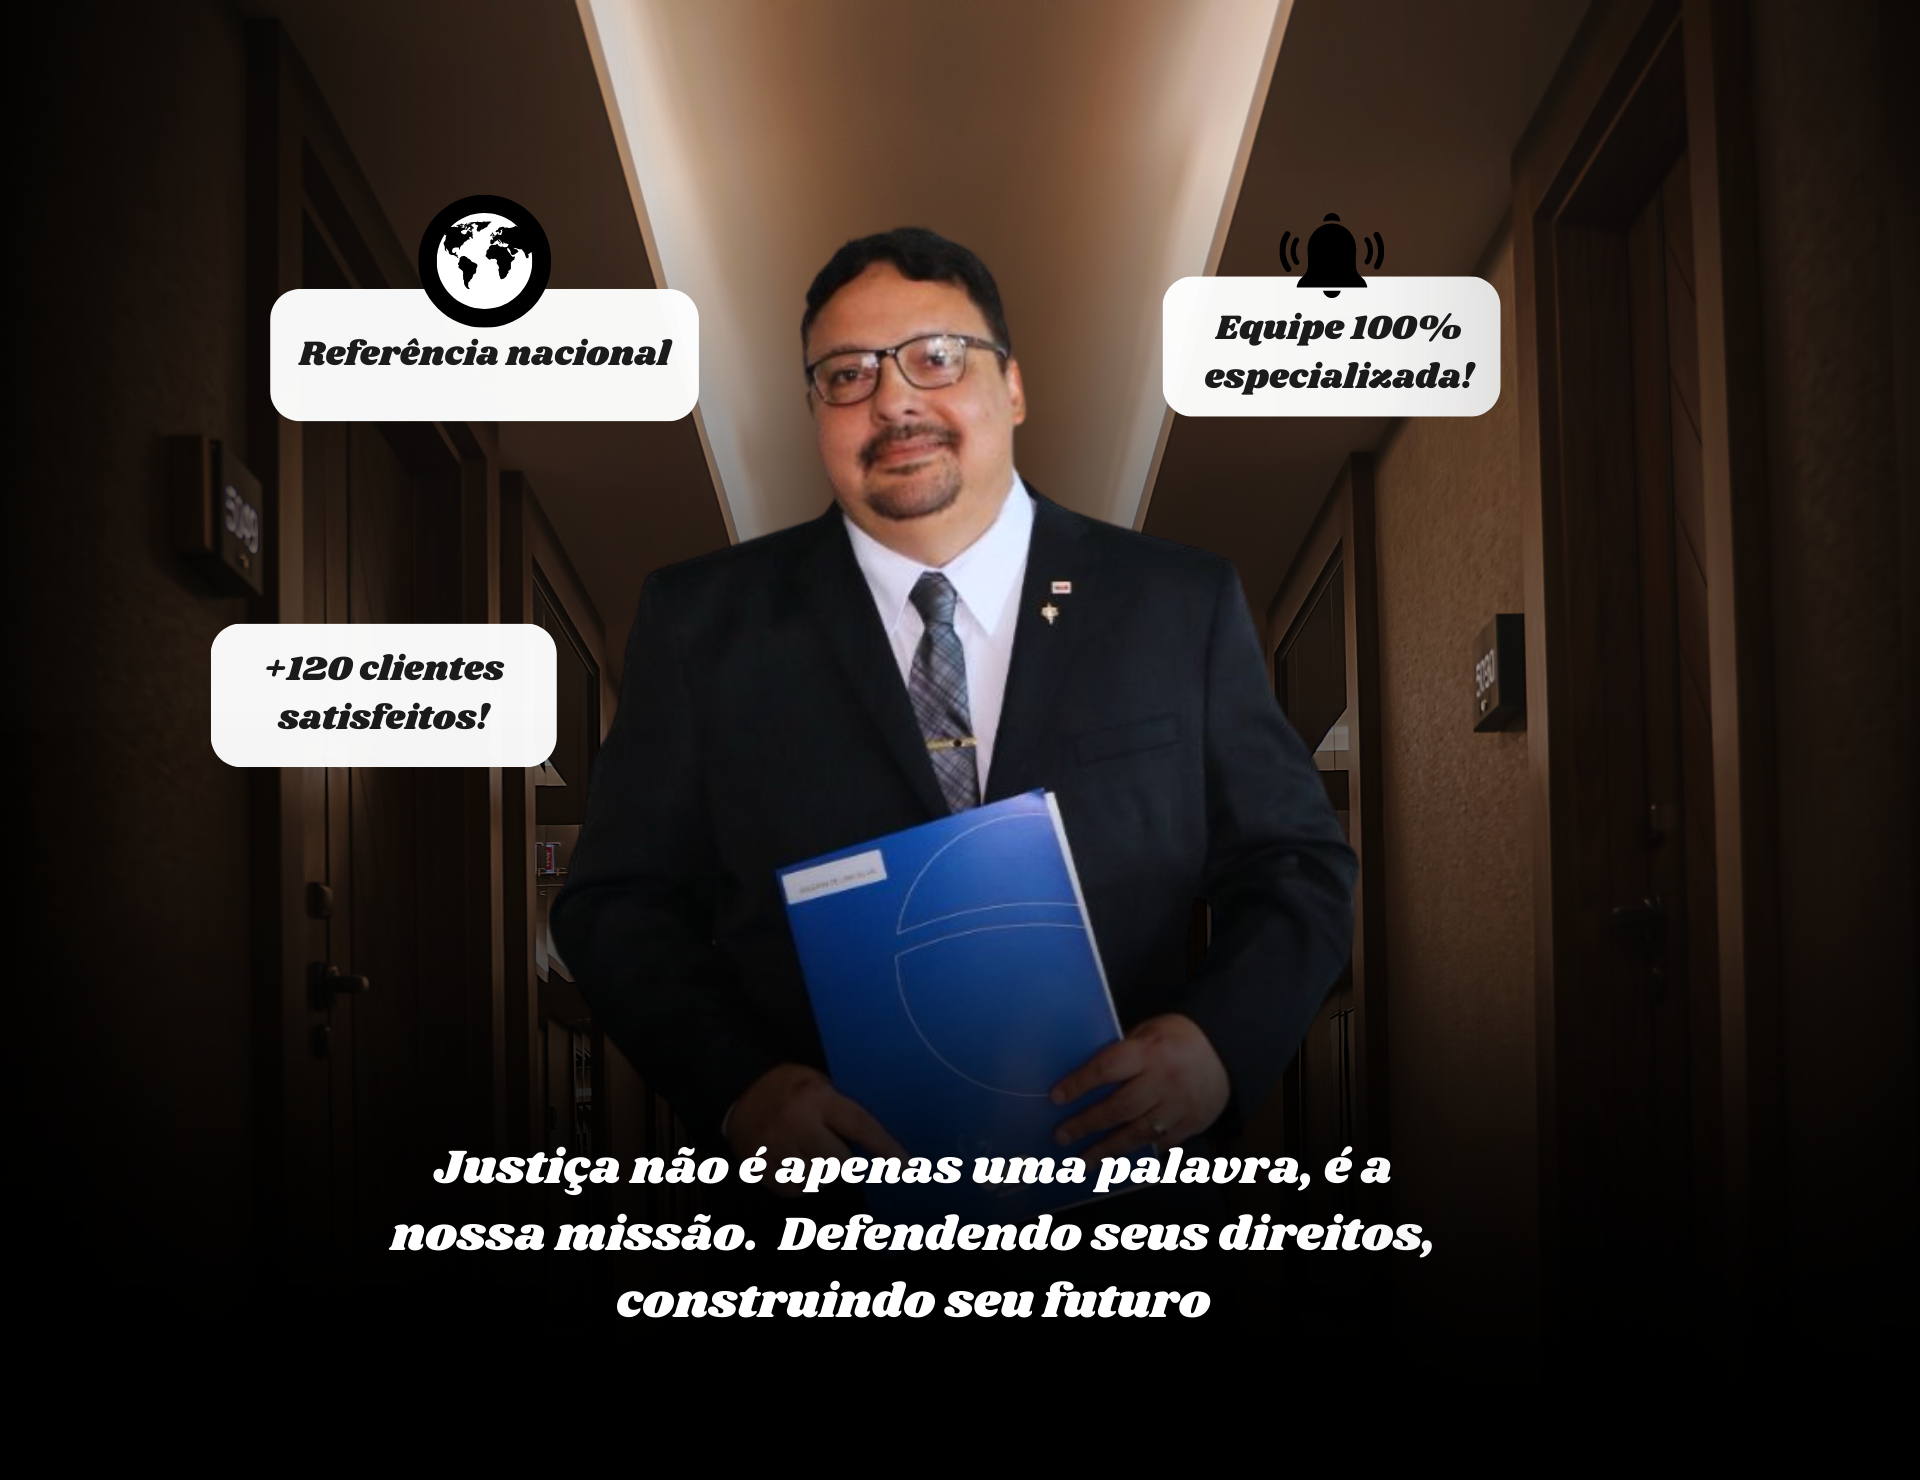 Referência nacional
Equipe 100%
especializada!
5049
+120 clientes
satisfeitos!
Justiça não é apenas uma palavra, é a
nossa missão. Defendendo seus direitos,
construindo seu futuro